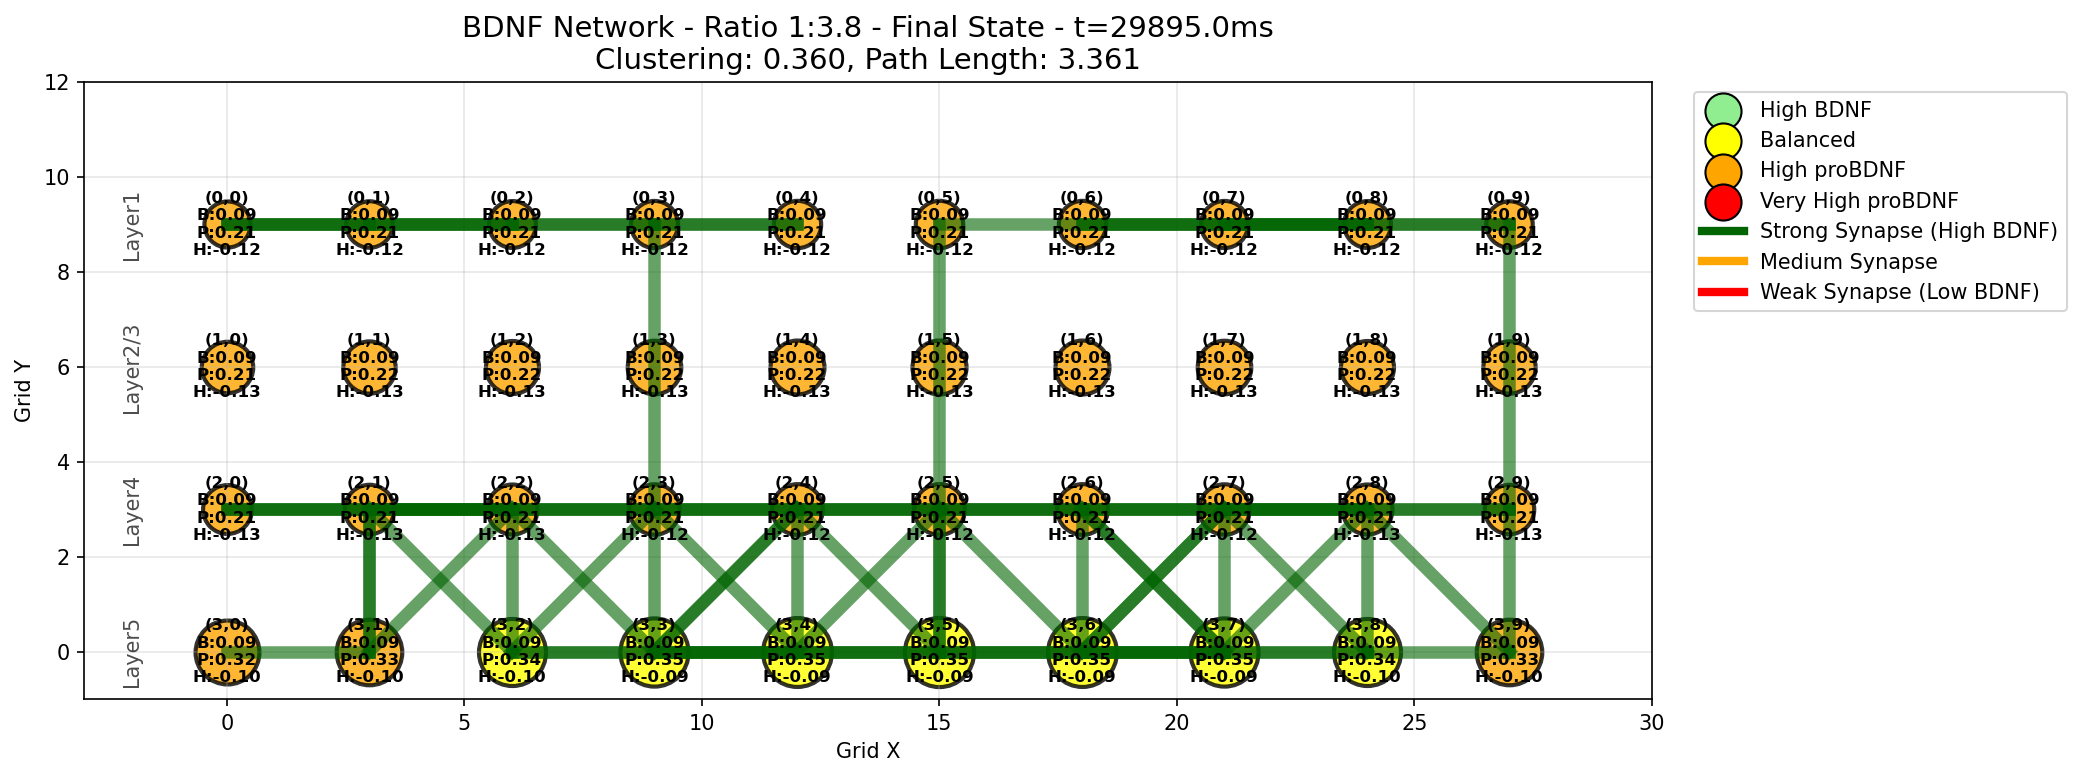 BDNF Network - Ratio 1:3.8 - Final State - t=29895.0ms
Clustering: 0.360, Path Length: 3.361
Grid Y
12
10
8
6
4
2
0
Layer1
Layer2/3
Layer4
Layer5
(0,0) (0,1) (0,2) (0,3) (0,4) (0,5) (0,6) (0,7) (0,8) (0,9)
B:0.09 B:0.09 B:0.09 B:0.09 B:0.09 B:0.09 B:0.09 B:0.09 B:0.09 B:0.09
P:0.21 P:0.21 P:0.21 P:0.21 P:0.21 P:0.21 P:0.21 P:0.21 P:0.21 P:0.21
H:-0.12 H:-0.12 H:-0.12 H:-0.12 H:-0.12 H:-0.12 H:-0.12 H:-0.12 H:-0.12 H:-0.12
(1,0) (1,1) (1,2) (1,3) (1,4) (1,5) (1,6) (1,7) (1,8) (1,9)
B:0.09 B:0.09 B:0.09 B:0.09 B:0.09 B:0.09 B:0.09 B:0.09 B:0.09 B:0.09
P:0.21 P:0.22 P:0.22 P:0.22 P:0.22 P:0.22 P:0.22 P:0.22 P:0.22 P:0.22
H:-0.13 H:-0.13 H:-0.13 H:-0.13 H:-0.13 H:-0.13 H:-0.13 H:-0.13 H:-0.13 H:-0.13
(2,0) (2,1) (2,2) (2,3) (2,4) (2,5) (2,6) (2,7) (2,8) (2,9)
B:0.09 B:0.09 B:0.09 B:0.09 B:0.09 B:0.09 B:0.09 B:0.09 B:0.09 B:0.09
P:0.21 P:0.21 P:0.21 P:0.21 P:0.21 P:0.21 P:0.21 P:0.21 P:0.21 P:0.21
H:-0.13 H:-0.13 H:-0.13 H:-0.12 H:-0.12 H:-0.12 H:-0.12 H:-0.12 H:-0.13 H:-0.13
(3,0) (3,1) (3,2) (3,3) (3,4) (3,5) (3,6) (3,7) (3,8) (3,9)
B:0.09 B:0.09 B:0.09 B:0.09 B:0.09 B:0.09 B:0.09 B:0.09 B:0.09 B:0.09
P:0.32 P:0.33 P:0.34 P:0.35 P:0.35 P:0.35 P:0.35 P:0.35 P:0.34 P:0.33
H:-0.10 H:-0.10 H:-0.10 H:-0.09 H:-0.09 H:-0.09 H:-0.09 H:-0.09 H:-0.10 H:-0.10
0 5 10 15 20 25 30
Grid X
High BDNF
Balanced
High proBDNF
Very High proBDNF
Strong Synapse (High BDNF)
Medium Synapse
Weak Synapse (Low BDNF)